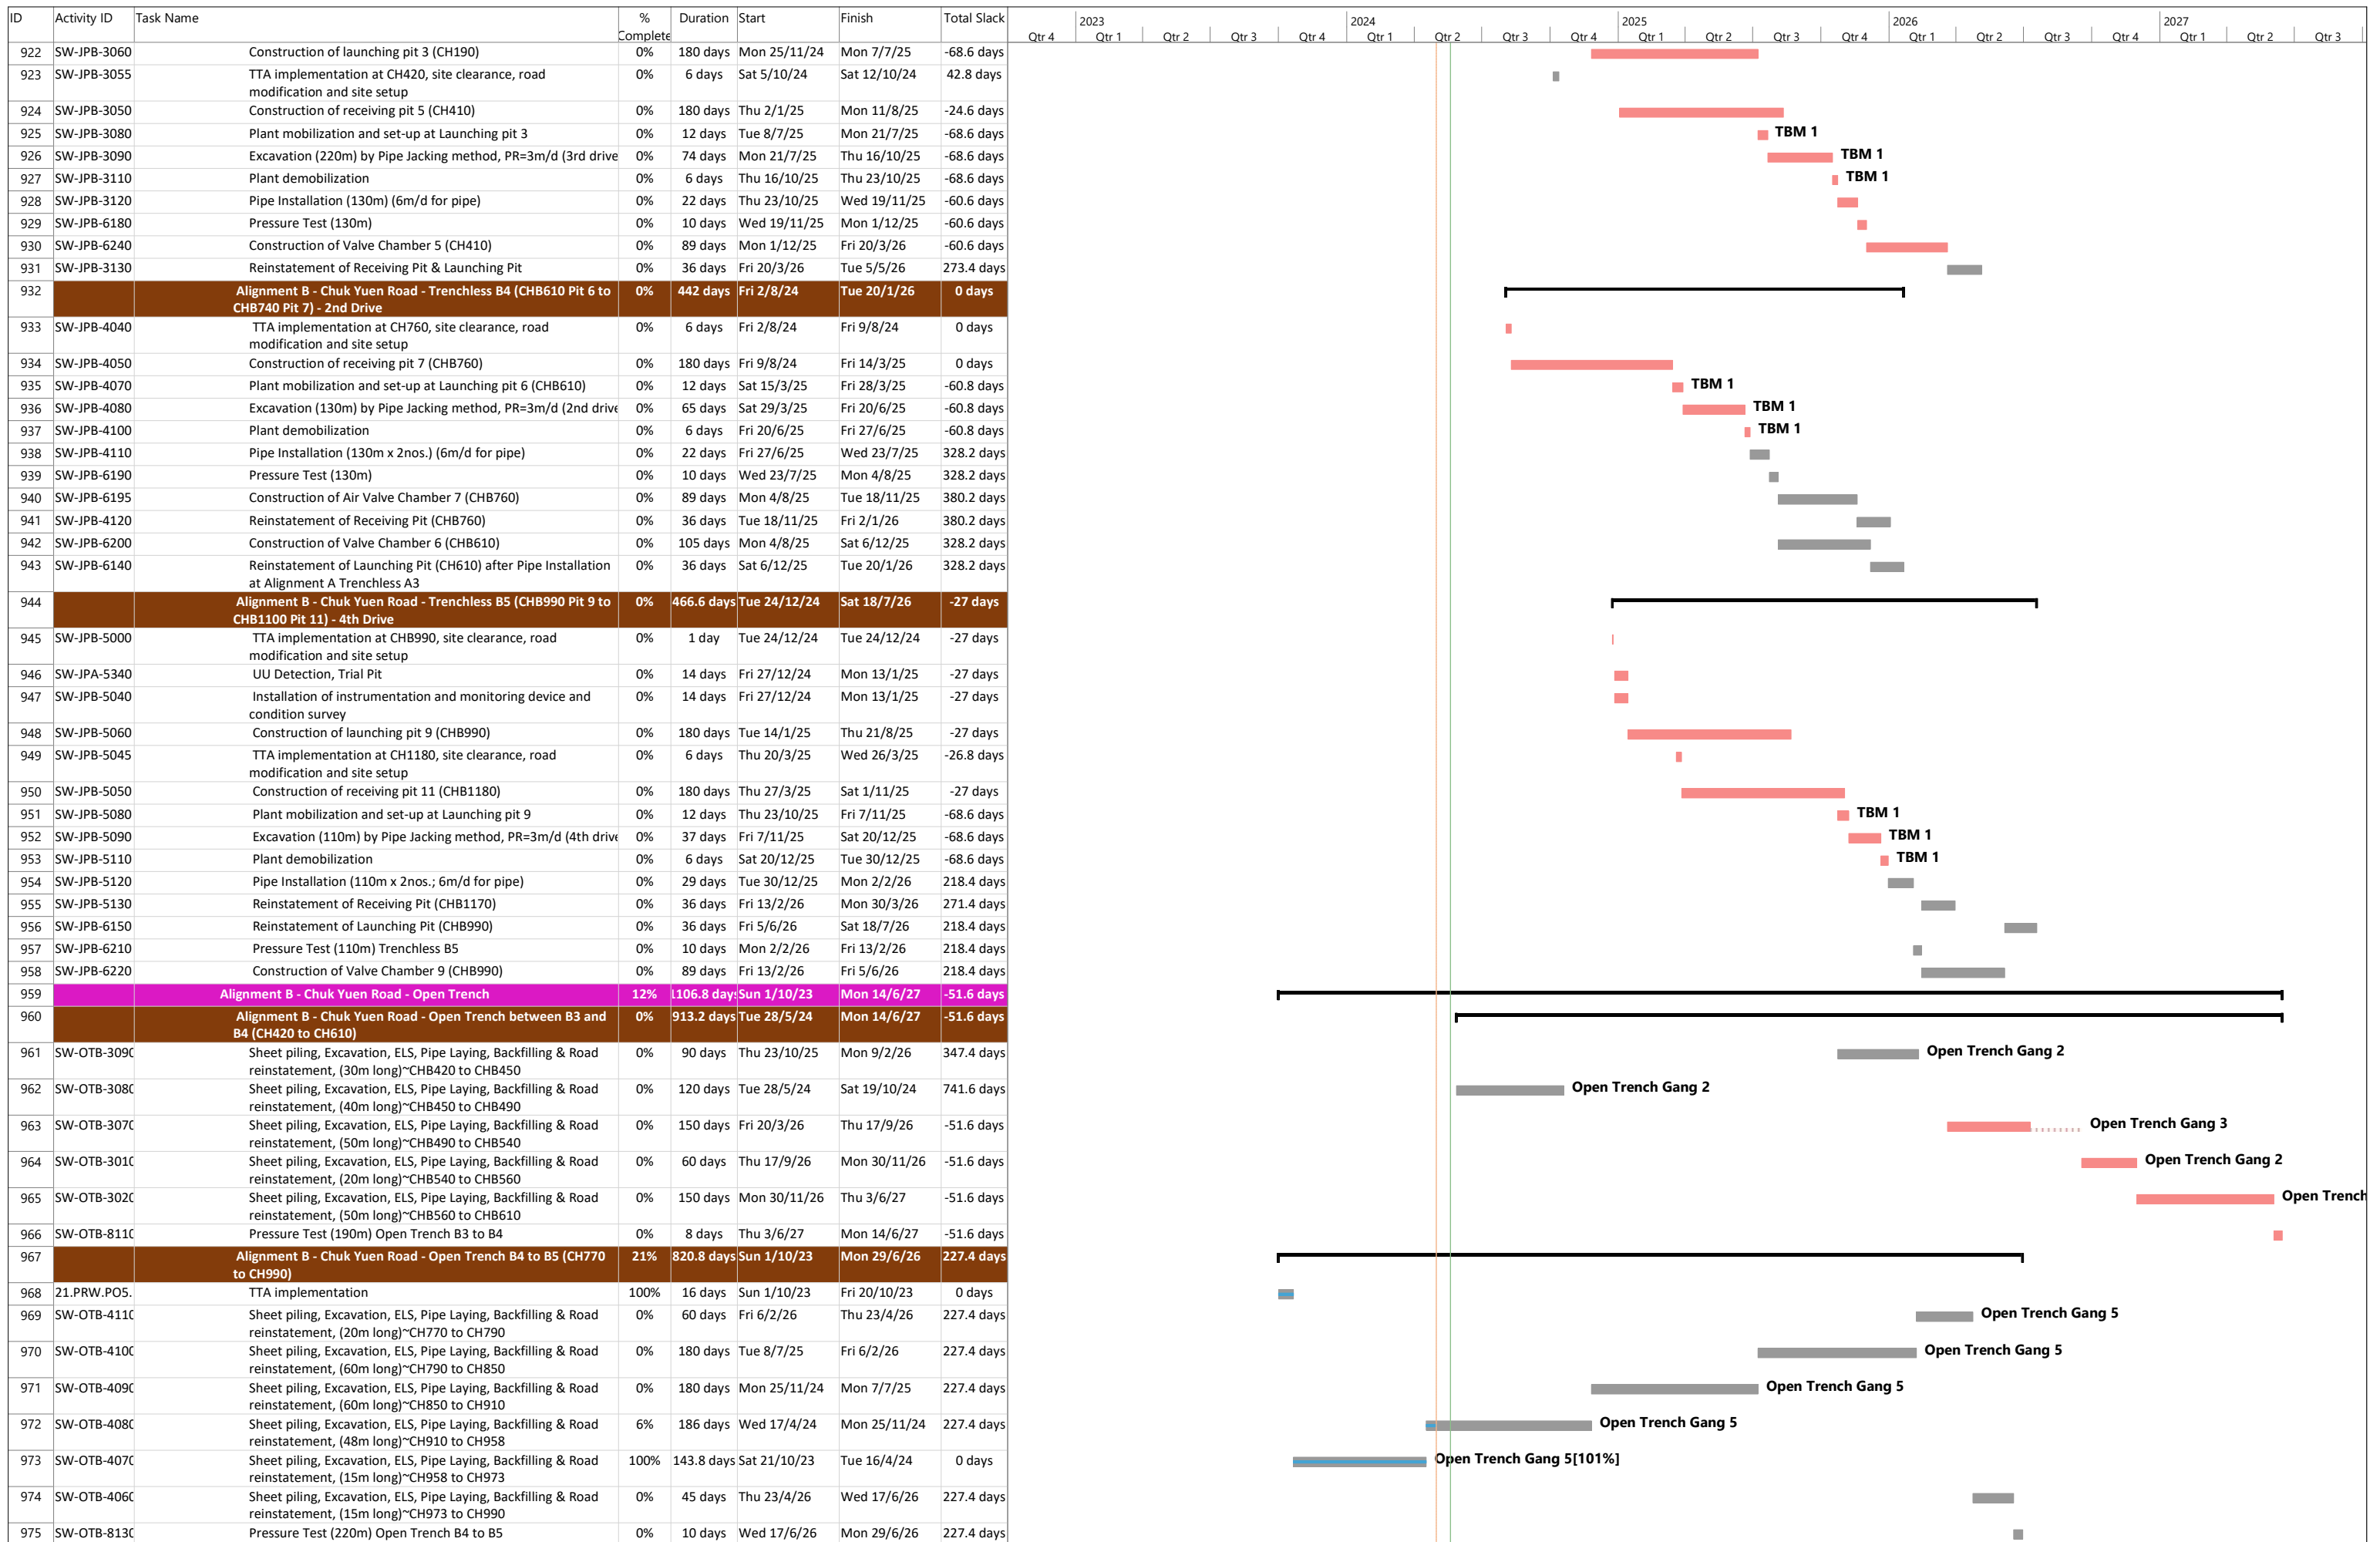 ID Activity ID Task Name % Complete Duration Start Finish Total Slack
2023 2024 2025 2026 2027
Qtr 4 Qtr 1 Qtr 2 Qtr 3 Qtr 4 Qtr 1 Qtr 2 Qtr 3 Qtr 4 Qtr 1 Qtr 2 Qtr 3 Qtr 4 Qtr 1 Qtr 2 Qtr 3 Qtr 4 Qtr 1 Qtr 2 Qtr 3
922 SW-JPB-3060 Construction of launching pit 3 (CH190) 0% 180 days Mon 25/11/24 Mon 7/7/25 -68.6 days
923 SW-JPB-3055 TTA implementation at CH420, site clearance, road 0% 6 days Sat 5/10/24 Sat 12/10/24 42.8 days
modification and site setup
924 SW-JPB-3050 Construction of receiving pit 5 (CH410) 0% 180 days Thu 2/1/25 Mon 11/8/25 -24.6 days
925 SW-JPB-3080 Plant mobilization and set-up at Launching pit 3 0% 12 days Tue 8/7/25 Mon 21/7/25 -68.6 days TBM 1
926 SW-JPB-3090 Excavation (220m) by Pipe Jacking method, PR=3m/d (3rd drive 0% 74 days Mon 21/7/25 Thu 16/10/25 -68.6 days TBM 1
927 SW-JPB-3110 Plant demobilization 0% 6 days Thu 16/10/25 Thu 23/10/25 -68.6 days TBM 1
928 SW-JPB-3120 Pipe Installation (130m) (6m/d for pipe) 0% 22 days Thu 23/10/25 Wed 19/11/25 -60.6 days
929 SW-JPB-6180 Pressure Test (130m) 0% 10 days Wed 19/11/25 Mon 1/12/25 -60.6 days
930 SW-JPB-6240 Construction of Valve Chamber 5 (CH410) 0% 89 days Mon 1/12/25 Fri 20/3/26 -60.6 days
931 SW-JPB-3130 Reinstatement of Receiving Pit & Launching Pit 0% 36 days Fri 20/3/26 Tue 5/5/26 273.4 days
932 Alignment B - Chuk Yuen Road - Trenchless B4 (CHB610 Pit 6 to 0% 442 days Fri 2/8/24 Tue 20/1/26 0 days
CHB740 Pit 7) - 2nd Drive
933 SW-JPB-4040 TTA implementation at CH760, site clearance, road 0% 6 days Fri 2/8/24 Fri 9/8/24 0 days
modification and site setup
934 SW-JPB-4050 Construction of receiving pit 7 (CHB760) 0% 180 days Fri 9/8/24 Fri 14/3/25 0 days
935 SW-JPB-4070 Plant mobilization and set-up at Launching pit 6 (CHB610) 0% 12 days Sat 15/3/25 Fri 28/3/25 -60.8 days TBM 1
936 SW-JPB-4080 Excavation (130m) by Pipe Jacking method, PR=3m/d (2nd drive 0% 65 days Sat 29/3/25 Fri 20/6/25 -60.8 days TBM 1
937 SW-JPB-4100 Plant demobilization 0% 6 days Fri 20/6/25 Fri 27/6/25 -60.8 days TBM 1
938 SW-JPB-4110 Pipe Installation (130m x 2nos.) (6m/d for pipe) 0% 22 days Fri 27/6/25 Wed 23/7/25 328.2 days
939 SW-JPB-6190 Pressure Test (130m) 0% 10 days Wed 23/7/25 Mon 4/8/25 328.2 days
940 SW-JPB-6195 Construction of Air Valve Chamber 7 (CHB760) 0% 89 days Mon 4/8/25 Tue 18/11/25 380.2 days
941 SW-JPB-4120 Reinstatement of Receiving Pit (CHB760) 0% 36 days Tue 18/11/25 Fri 2/1/26 380.2 days
942 SW-JPB-6200 Construction of Valve Chamber 6 (CHB610) 0% 105 days Mon 4/8/25 Sat 6/12/25 328.2 days
943 SW-JPB-6140 Reinstatement of Launching Pit (CH610) after Pipe Installation 0% 36 days Sat 6/12/25 Tue 20/1/26 328.2 days
at Alignment A Trenchless A3
944 Alignment B - Chuk Yuen Road - Trenchless B5 (CHB990 Pit 9 to 0% 466.6 days Tue 24/12/24 Sat 18/7/26 -27 days
CHB1100 Pit 11) - 4th Drive
945 SW-JPB-5000 TTA implementation at CHB990, site clearance, road 0% 1 day Tue 24/12/24 Tue 24/12/24 -27 days
modification and site setup
946 SW-JPA-5340 UU Detection, Trial Pit 0% 14 days Fri 27/12/24 Mon 13/1/25 -27 days
947 SW-JPB-5040 Installation of instrumentation and monitoring device and 0% 14 days Fri 27/12/24 Mon 13/1/25 -27 days
condition survey
948 SW-JPB-5060 Construction of launching pit 9 (CHB990) 0% 180 days Tue 14/1/25 Thu 21/8/25 -27 days
949 SW-JPB-5045 TTA implementation at CH1180, site clearance, road 0% 6 days Thu 20/3/25 Wed 26/3/25 -26.8 days
modification and site setup
950 SW-JPB-5050 Construction of receiving pit 11 (CHB1180) 0% 180 days Thu 27/3/25 Sat 1/11/25 -27 days
951 SW-JPB-5080 Plant mobilization and set-up at Launching pit 9 0% 12 days Thu 23/10/25 Fri 7/11/25 -68.6 days TBM 1
952 SW-JPB-5090 Excavation (110m) by Pipe Jacking method, PR=3m/d (4th drive 0% 37 days Fri 7/11/25 Sat 20/12/25 -68.6 days TBM 1
953 SW-JPB-5110 Plant demobilization 0% 6 days Sat 20/12/25 Tue 30/12/25 -68.6 days TBM 1
954 SW-JPB-5120 Pipe Installation (110m x 2nos.; 6m/d for pipe) 0% 29 days Tue 30/12/25 Mon 2/2/26 218.4 days
955 SW-JPB-5130 Reinstatement of Receiving Pit (CHB1170) 0% 36 days Fri 13/2/26 Mon 30/3/26 271.4 days
956 SW-JPB-6150 Reinstatement of Launching Pit (CHB990) 0% 36 days Fri 5/6/26 Sat 18/7/26 218.4 days
957 SW-JPB-6210 Pressure Test (110m) Trenchless B5 0% 10 days Mon 2/2/26 Fri 13/2/26 218.4 days
958 SW-JPB-6220 Construction of Valve Chamber 9 (CHB990) 0% 89 days Fri 13/2/26 Fri 5/6/26 218.4 days
959 Alignment B - Chuk Yuen Road - Open Trench 12% 1106.8 days Sun 1/10/23 Mon 14/6/27 -51.6 days
960 Alignment B - Chuk Yuen Road - Open Trench between B3 and 0% 913.2 days Tue 28/5/24 Mon 14/6/27 -51.6 days
B4 (CH420 to CH610)
961 SW-OTB-3090 Sheet piling, Excavation, ELS, Pipe Laying, Backfilling & Road 0% 90 days Thu 23/10/25 Mon 9/2/26 347.4 days Open Trench Gang 2
reinstatement, (30m long)~CHB420 to CHB450
962 SW-OTB-3080 Sheet piling, Excavation, ELS, Pipe Laying, Backfilling & Road 0% 120 days Tue 28/5/24 Sat 19/10/24 741.6 days Open Trench Gang 2
reinstatement, (40m long)~CHB450 to CHB490
963 SW-OTB-3070 Sheet piling, Excavation, ELS, Pipe Laying, Backfilling & Road 0% 150 days Fri 20/3/26 Thu 17/9/26 -51.6 days Open Trench Gang 3
reinstatement, (50m long)~CHB490 to CHB540
964 SW-OTB-3010 Sheet piling, Excavation, ELS, Pipe Laying, Backfilling & Road 0% 60 days Thu 17/9/26 Mon 30/11/26 -51.6 days Open Trench Gang 2
reinstatement, (20m long)~CHB540 to CHB560
965 SW-OTB-3020 Sheet piling, Excavation, ELS, Pipe Laying, Backfilling & Road 0% 150 days Mon 30/11/26 Thu 3/6/27 -51.6 days Open Trench
reinstatement, (50m long)~CHB560 to CHB610
966 SW-OTB-8110 Pressure Test (190m) Open Trench B3 to B4 0% 8 days Thu 3/6/27 Mon 14/6/27 -51.6 days
967 Alignment B - Chuk Yuen Road - Open Trench B4 to B5 (CH770 21% 820.8 days Sun 1/10/23 Mon 29/6/26 227.4 days
to CH990)
968 21.PRW.PO5. TTA implementation 100% 16 days Sun 1/10/23 Fri 20/10/23 0 days
969 SW-OTB-4110 Sheet piling, Excavation, ELS, Pipe Laying, Backfilling & Road 0% 60 days Fri 6/2/26 Thu 23/4/26 227.4 days Open Trench Gang 5
reinstatement, (20m long)~CH770 to CH790
970 SW-OTB-4100 Sheet piling, Excavation, ELS, Pipe Laying, Backfilling & Road 0% 180 days Tue 8/7/25 Fri 6/2/26 227.4 days Open Trench Gang 5
reinstatement, (60m long)~CH790 to CH850
971 SW-OTB-4090 Sheet piling, Excavation, ELS, Pipe Laying, Backfilling & Road 0% 180 days Mon 25/11/24 Mon 7/7/25 227.4 days Open Trench Gang 5
reinstatement, (60m long)~CH850 to CH910
972 SW-OTB-4080 Sheet piling, Excavation, ELS, Pipe Laying, Backfilling & Road 6% 186 days Wed 17/4/24 Mon 25/11/24 227.4 days Open Trench Gang 5
reinstatement, (48m long)~CH910 to CH958
973 SW-OTB-4070 Sheet piling, Excavation, ELS, Pipe Laying, Backfilling & Road 100% 143.8 days Sat 21/10/23 Tue 16/4/24 0 days Open Trench Gang 5[101%]
reinstatement, (15m long)~CH958 to CH973
974 SW-OTB-4060 Sheet piling, Excavation, ELS, Pipe Laying, Backfilling & Road 0% 45 days Thu 23/4/26 Wed 17/6/26 227.4 days
reinstatement, (15m long)~CH973 to CH990
975 SW-OTB-8130 Pressure Test (220m) Open Trench B4 to B5 0% 10 days Wed 17/6/26 Mon 29/6/26 227.4 days